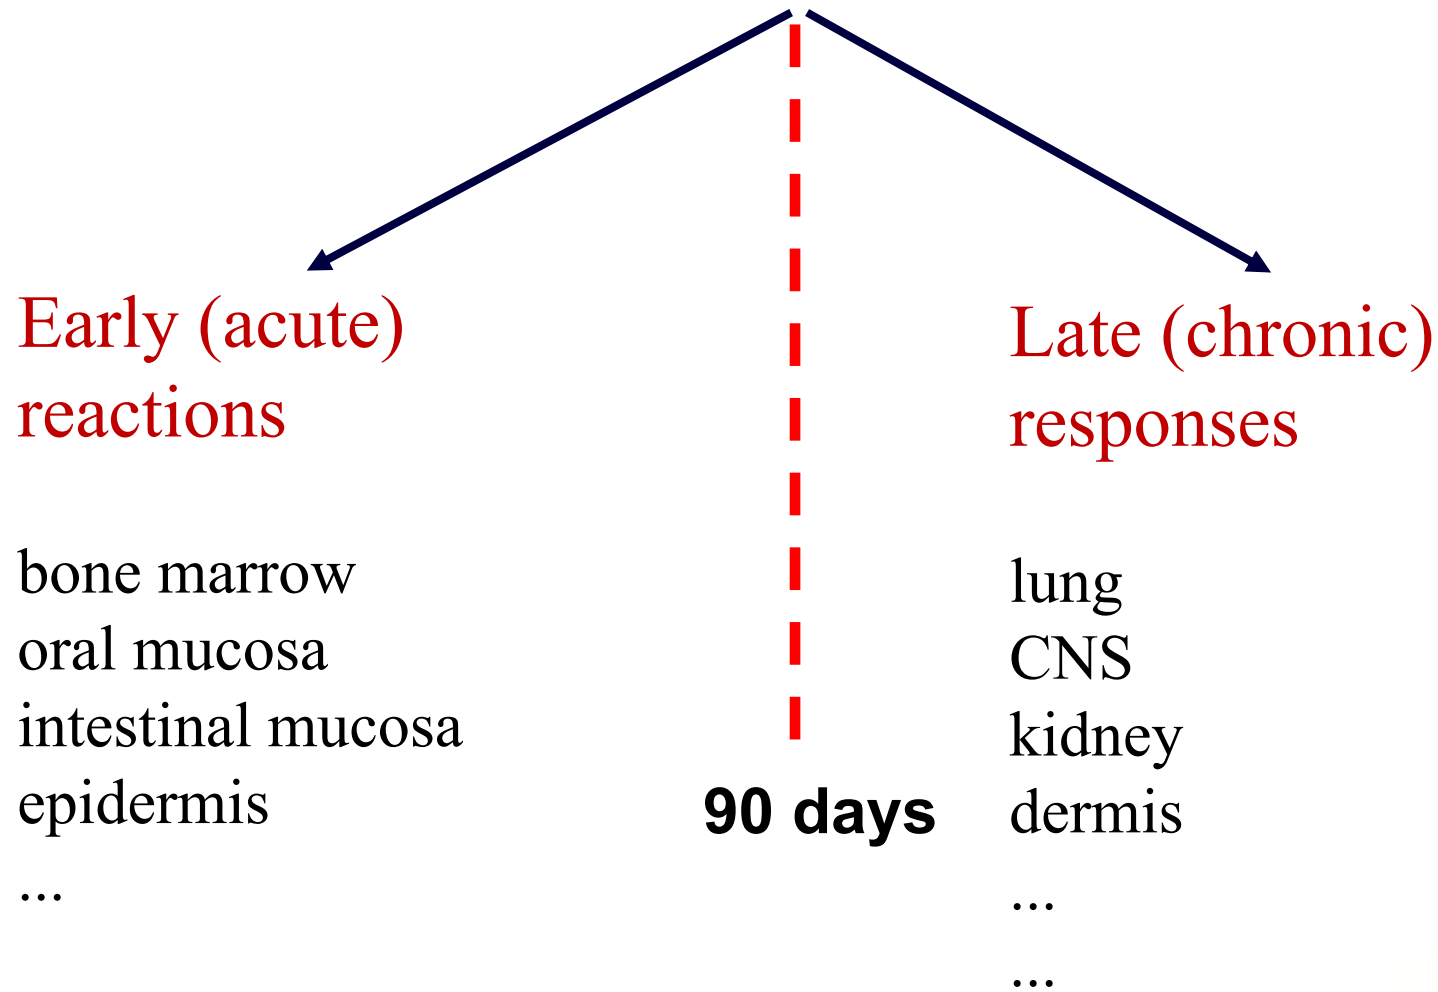 Early (acute)
reactions
bone marrow
oral mucosa
intestinal mucosa
epidermis
...
90 days
Late (chronic)
responses
lung
CNS
kidney
dermis
...
...